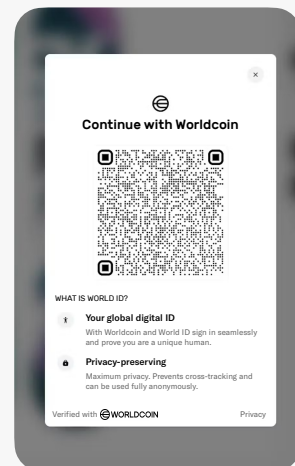 ×
Continue with Worldcoin
WHAT IS WORLD ID?
Your global digital ID
With Worldcoin and World ID sign in seamlessly
and prove you are a unique human.
Privacy-preserving
Maximum privacy. Prevents cross-tracking and
can be used fully anonymously.
Verified with WORLDCOIN Privacy